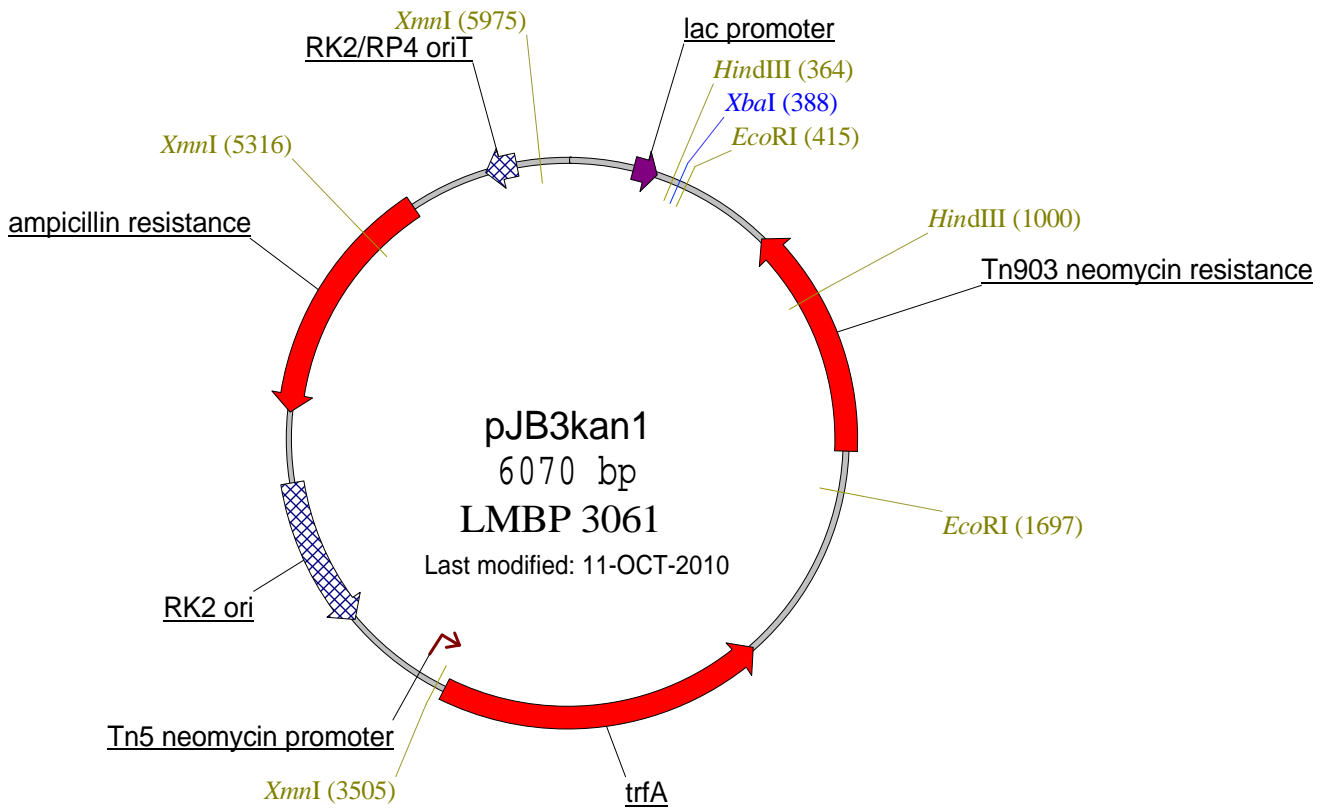 XmnI (5975)
lac promoter
RK2/RP4 oriT
HindIII (364)
XbaI (388)
EcoRI (415)
XmnI (5316)
ampicillin resistance
HindIII (1000)
Tn903 neomycin resistance
pJB3kan1
6070 bp
LMBP 3061
Last modified: 11-OCT-2010
EcoRI (1697)
RK2 ori
Tn5 neomycin promoter
XmnI (3505)
trfA